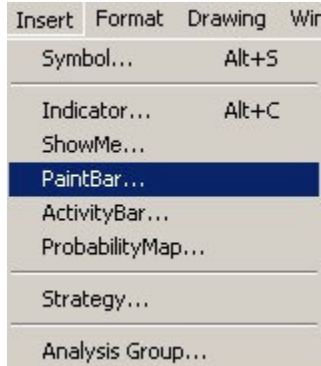 Insert Format Drawing Win
Symbol... Alt+S
Indicator... Alt+C
ShowMe...
PaintBar...
ActivityBar...
ProbabilityMap...
Strategy...
Analysis Group...